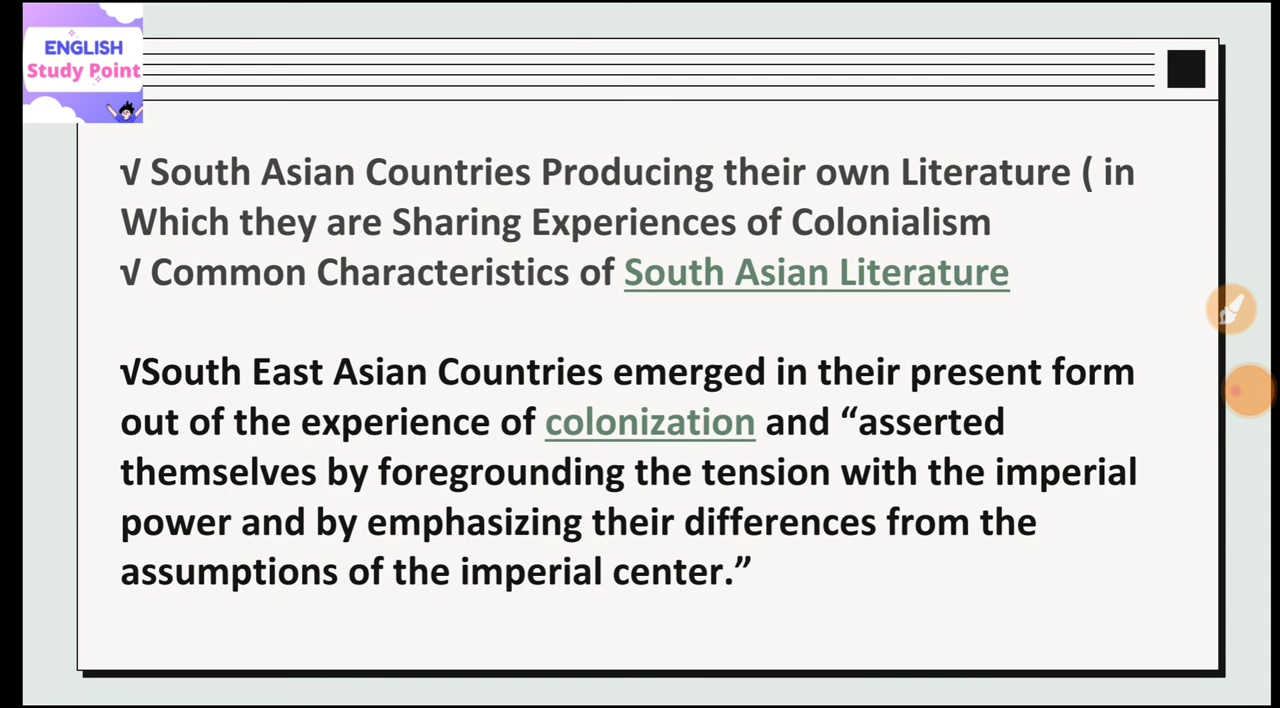 ENGLISH
Study Point
√ South Asian Countries Producing their own Literature ( in
Which they are Sharing Experiences of Colonialism
√ Common Characteristics of South Asian Literature
√South East Asian Countries emerged in their present form
out of the experience of colonization and “asserted
themselves by foregrounding the tension with the imperial
power and by emphasizing their differences from the
assumptions of the imperial center.”